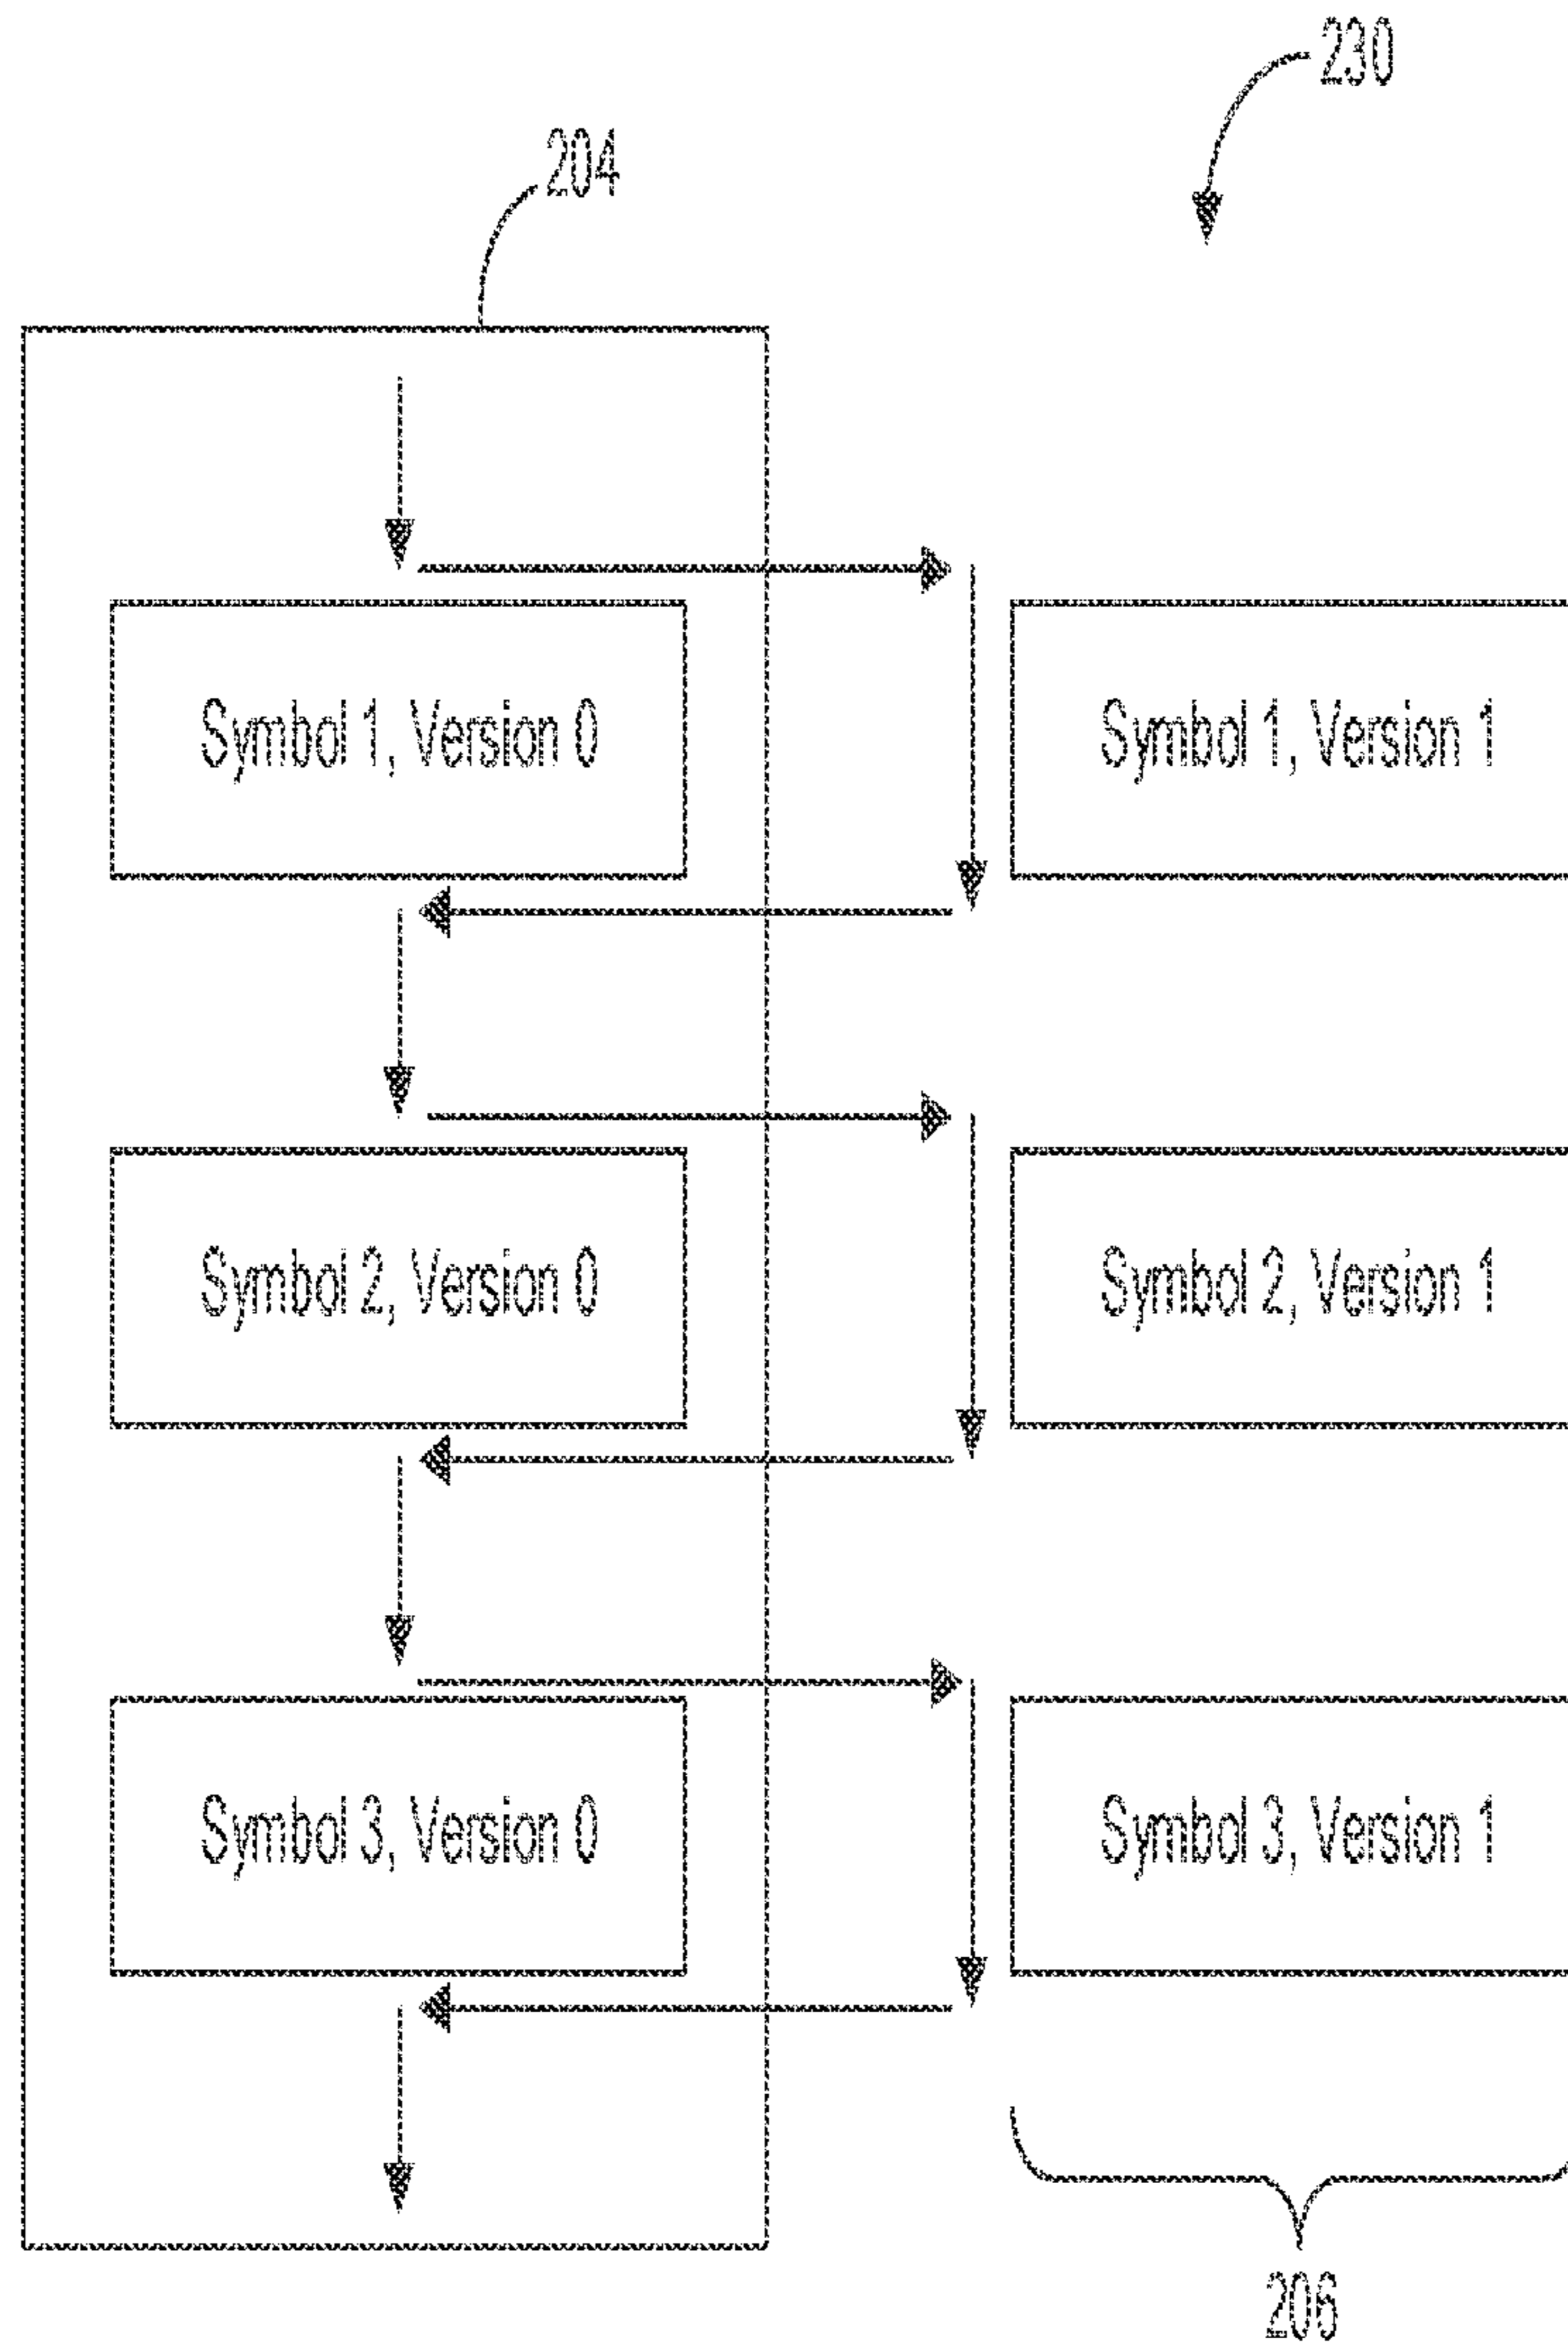 230
204
Symbol 1, Version 0
Symbol 1, Version 1
Symbol 2, Version 0
Symbol 2, Version 1
Symbol 3, Version 0
Symbol 3, Version 1
206